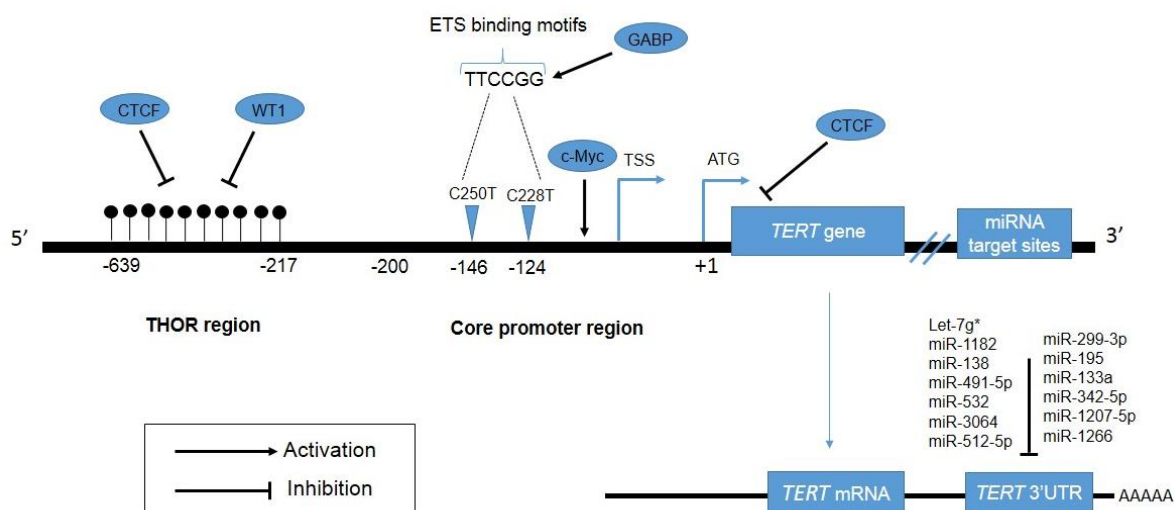 ETS binding motifs
GABP
TTCCGG
CTCF
WT1
CTCF
c-Myc
TSS
ATG
C250T
C228T
5’
TERT gene
miRNA
target sites
3’
-639
-217
-200
-146
-124
+1
THOR region
Core promoter region
Let-7g*
miR-1182
miR-138
miR-491-5p
miR-532
miR-3064
miR-512-5p
miR-299-3p
miR-195
miR-133a
miR-342-5p
miR-1207-5p
miR-1266
Activation
Inhibition
TERT mRNA
TERT 3’UTR
AAAAA